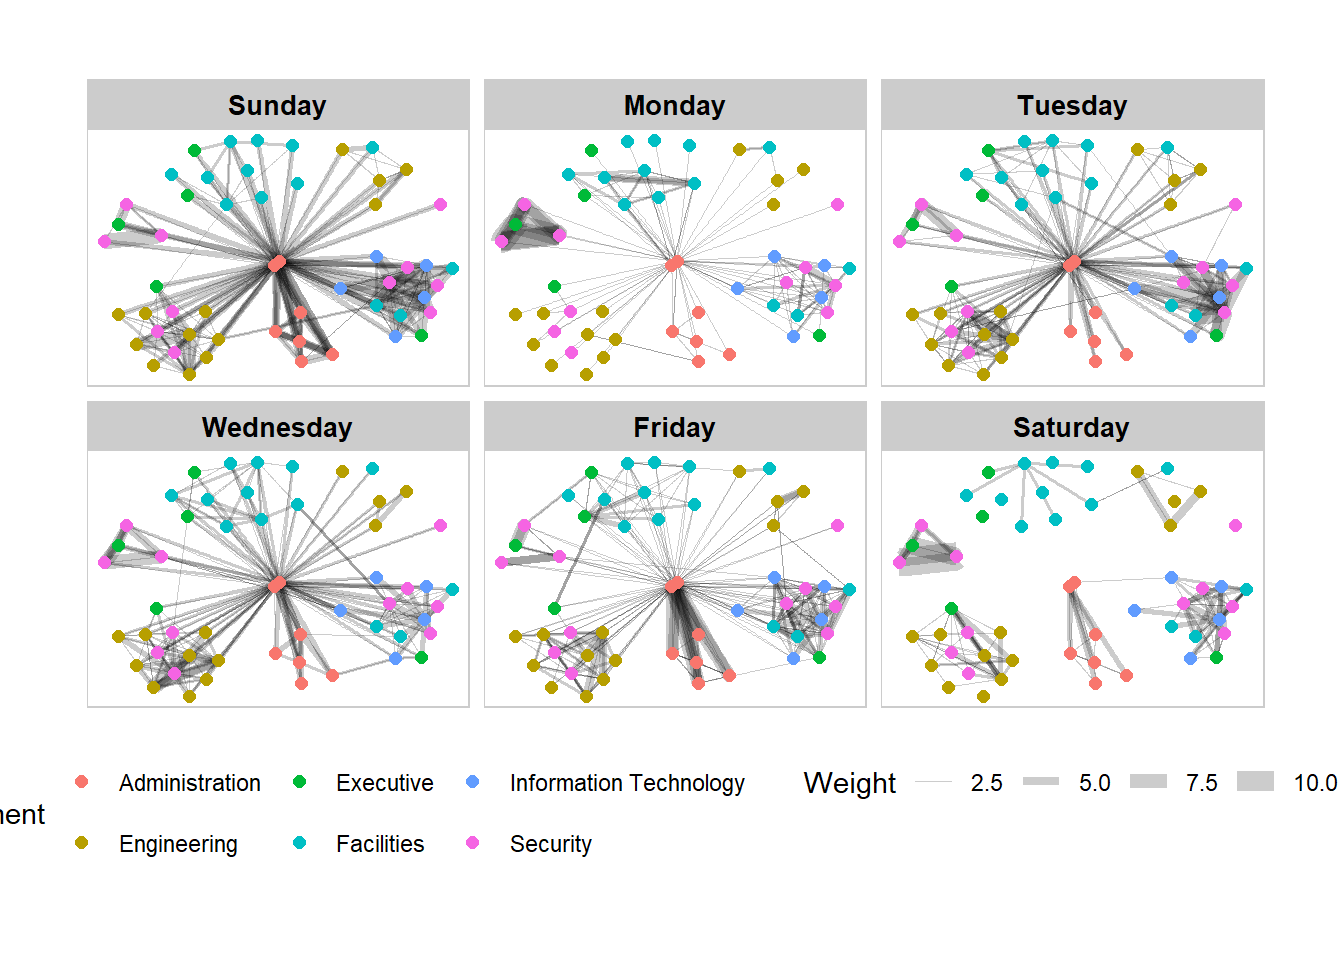 Sunday
Monday
Tuesday
Wednesday
Friday
Saturday
nent
Administration
Executive
Information Technology
Weight
2.5
5.0
7.5
10.0
Engineering
Facilities
Security